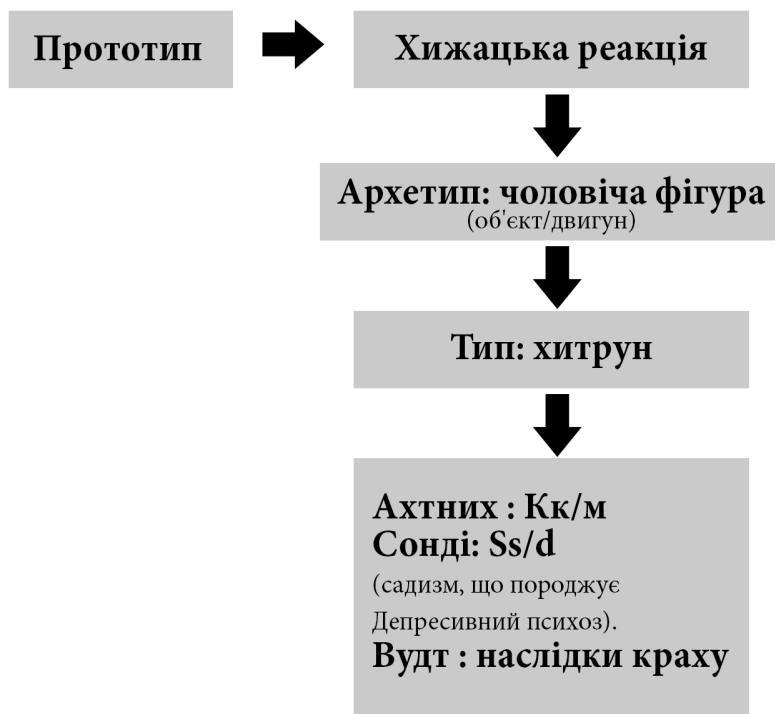 Прототип
Хижацька реакція
Архетип: чоловіча фігура
(об'єкт/двигун)
Тип: хитрун
Ахтних : Кк/м
Сонді: Ss/d
(садизм, що породжує
Депресивний психоз).
Вудт : наслідки краху